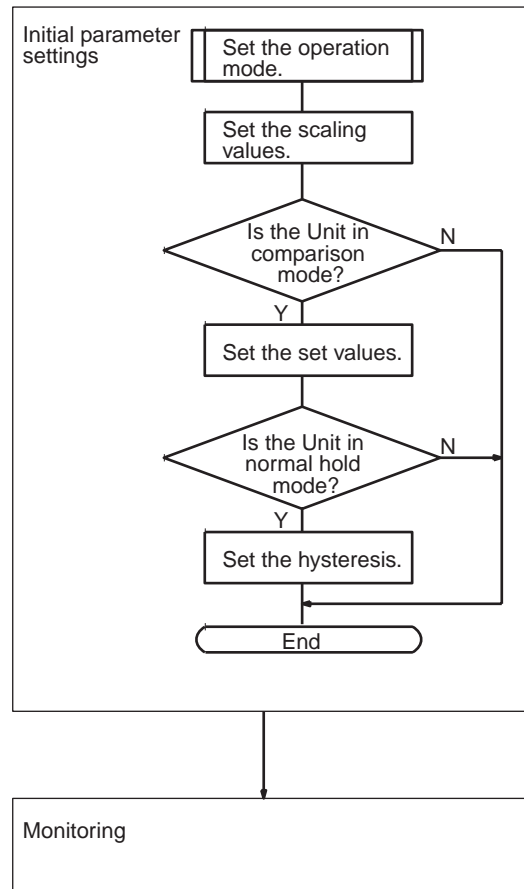 Initial parameter
settings
Set the operation
mode.
Set the scaling
values.
Is the Unit in
comparison
mode?
N
Y
Set the set values.
Is the Unit in
normal hold
mode?
N
Y
Set the hysteresis.
End
Monitoring